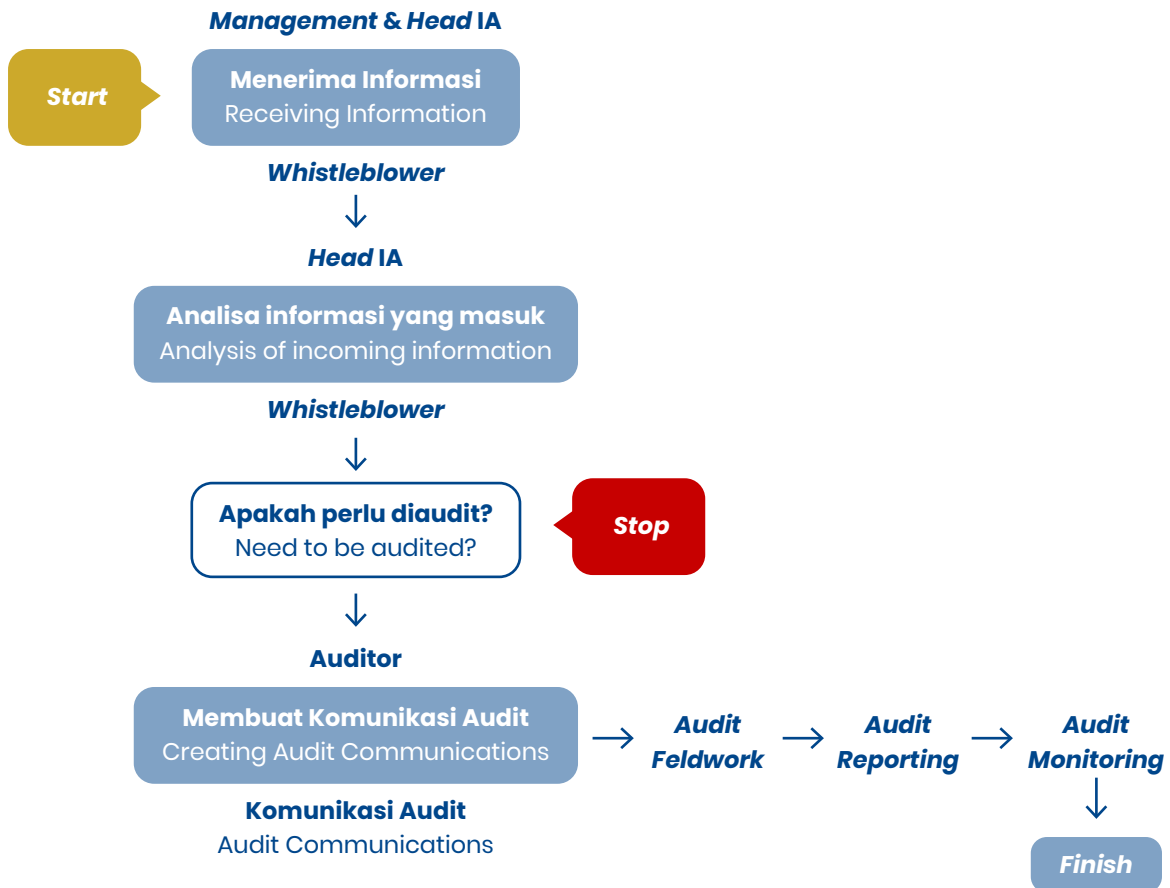 Management & Head IA
Start
Menerima Informasi
Receiving Information
Whistleblower
Head IA
Analisa informasi yang masuk
Analysis of incoming information
Whistleblower
Apakah perlu diaudit?
Need to be audited?
Stop
Auditor
Membuat Komunikasi Audit
Creating Audit Communications
Audit
Feldwork
Audit
Reporting
Audit
Monitoring
Komunikasi Audit
Audit Communications
Finish